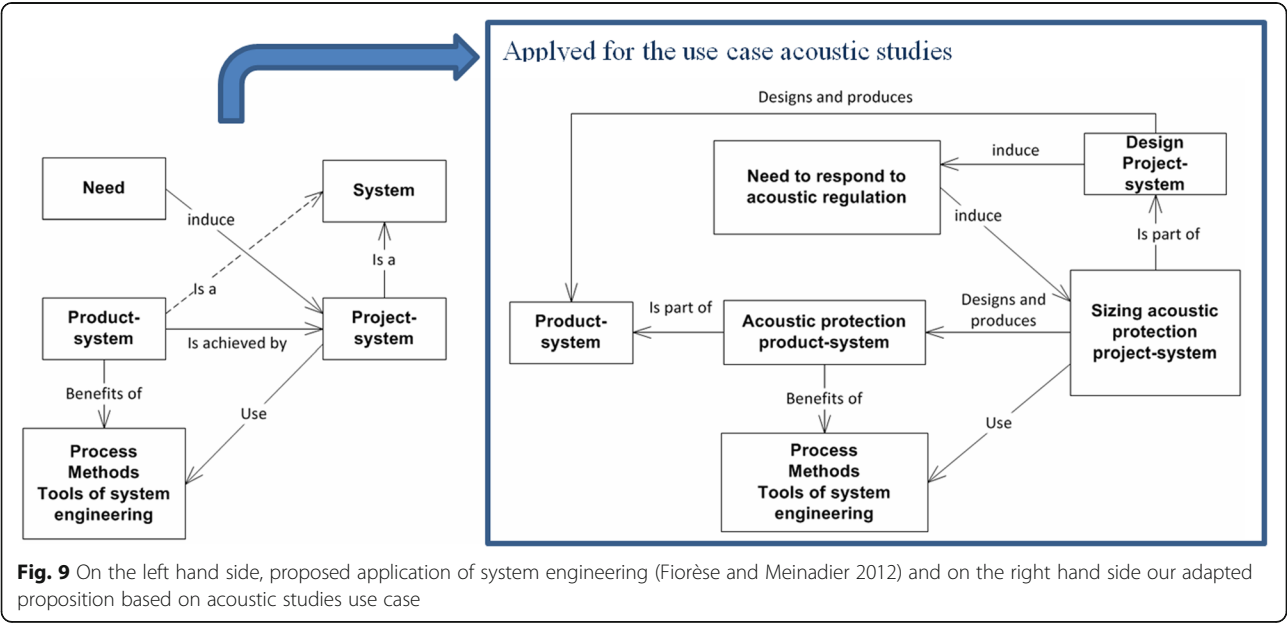 Applyed for the use case acoustic studies
Need
System
induce
Is a
Is a
Product-
system
Project-
system
Is achieved by
Benefits of
Use
Process
Methods
Tools of system
engineering
Designs and produces
Need to respond to
acoustic regulation
induce
Design
Project-
system
induce
Is part of
Product-
system
Is part of
Acoustic protection
product-system
Designs and
produces
Sizing acoustic
protection
project-system
Benefits of
Use
Process
Methods
Tools of system
engineering
Fig. 9 On the left hand side, proposed application of system engineering (Fiorèse and Meinadier 2012) and on the right hand side our adapted
proposition based on acoustic studies use case